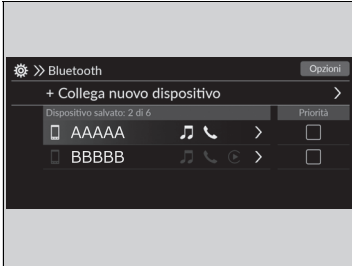 Bluetooth
Opzioni
+ Collega nuovo dispositivo
Dispositivo salvato: 2 di 6
Priorità
AAAAA
BBBBB